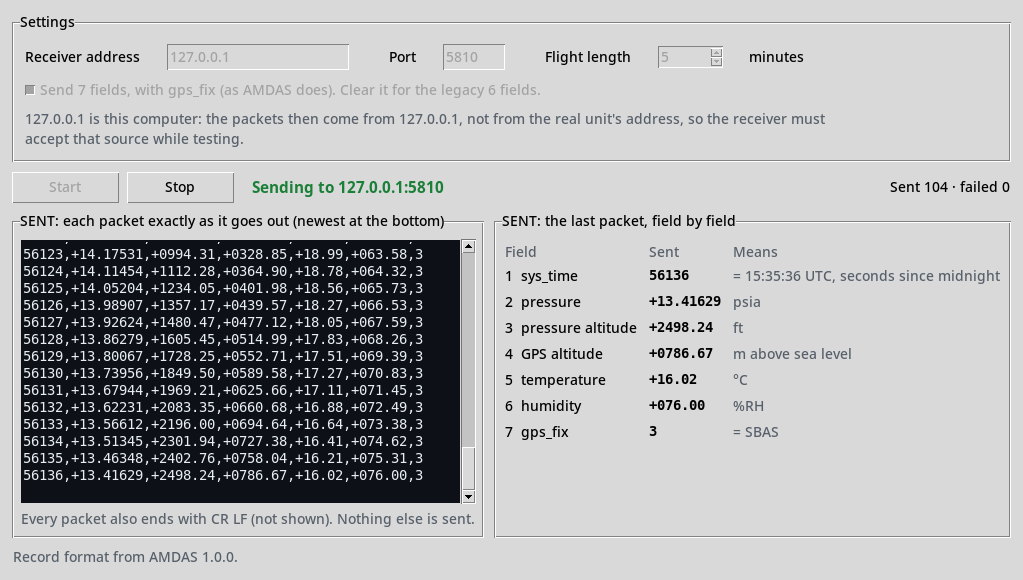 Settings
Receiver address 127.0.0.1 Port 5810 Flight length 5 minutes
Send 7 fields, with gps_fix (as AMDAS does). Clear it for the legacy 6 fields.
127.0.0.1 is this computer: the packets then come from 127.0.0.1, not from the real unit's address, so the receiver must
accept that source while testing.
Start Stop Sending to 127.0.0.1:5810 Sent 104 · failed 0
SENT: each packet exactly as it goes out (newest at the bottom)
56123,+14.17531,+0994.31,+0328.85,+18.99,+063.58,3
56124,+14.11454,+1112.28,+0364.90,+18.78,+064.32,3
56125,+14.05204,+1234.05,+0401.98,+18.56,+065.73,3
56126,+13.98907,+1357.17,+0439.57,+18.27,+066.53,3
56127,+13.92624,+1480.47,+0477.12,+18.05,+067.59,3
56128,+13.86279,+1605.45,+0514.99,+17.83,+068.26,3
56129,+13.80067,+1728.25,+0552.71,+17.51,+069.39,3
56130,+13.73956,+1849.50,+0589.58,+17.27,+070.83,3
56131,+13.67944,+1969.21,+0625.66,+17.11,+071.45,3
56132,+13.62231,+2083.35,+0660.68,+16.88,+072.49,3
56133,+13.56612,+2196.00,+0694.64,+16.64,+073.38,3
56134,+13.51345,+2301.94,+0727.38,+16.41,+074.62,3
56135,+13.46348,+2402.76,+0758.04,+16.21,+075.31,3
56136,+13.41629,+2498.24,+0786.67,+16.02,+076.00,3
Every packet also ends with CR LF (not shown). Nothing else is sent.
SENT: the last packet, field by field
Field Sent Means
1 sys_time 56136 = 15:35:36 UTC, seconds since midnight
2 pressure +13.41629 psia
3 pressure altitude +2498.24 ft
4 GPS altitude +0786.67 m above sea level
5 temperature +16.02 °C
6 humidity +076.00 %RH
7 gps_fix 3 = SBAS
Record format from AMDAS 1.0.0.